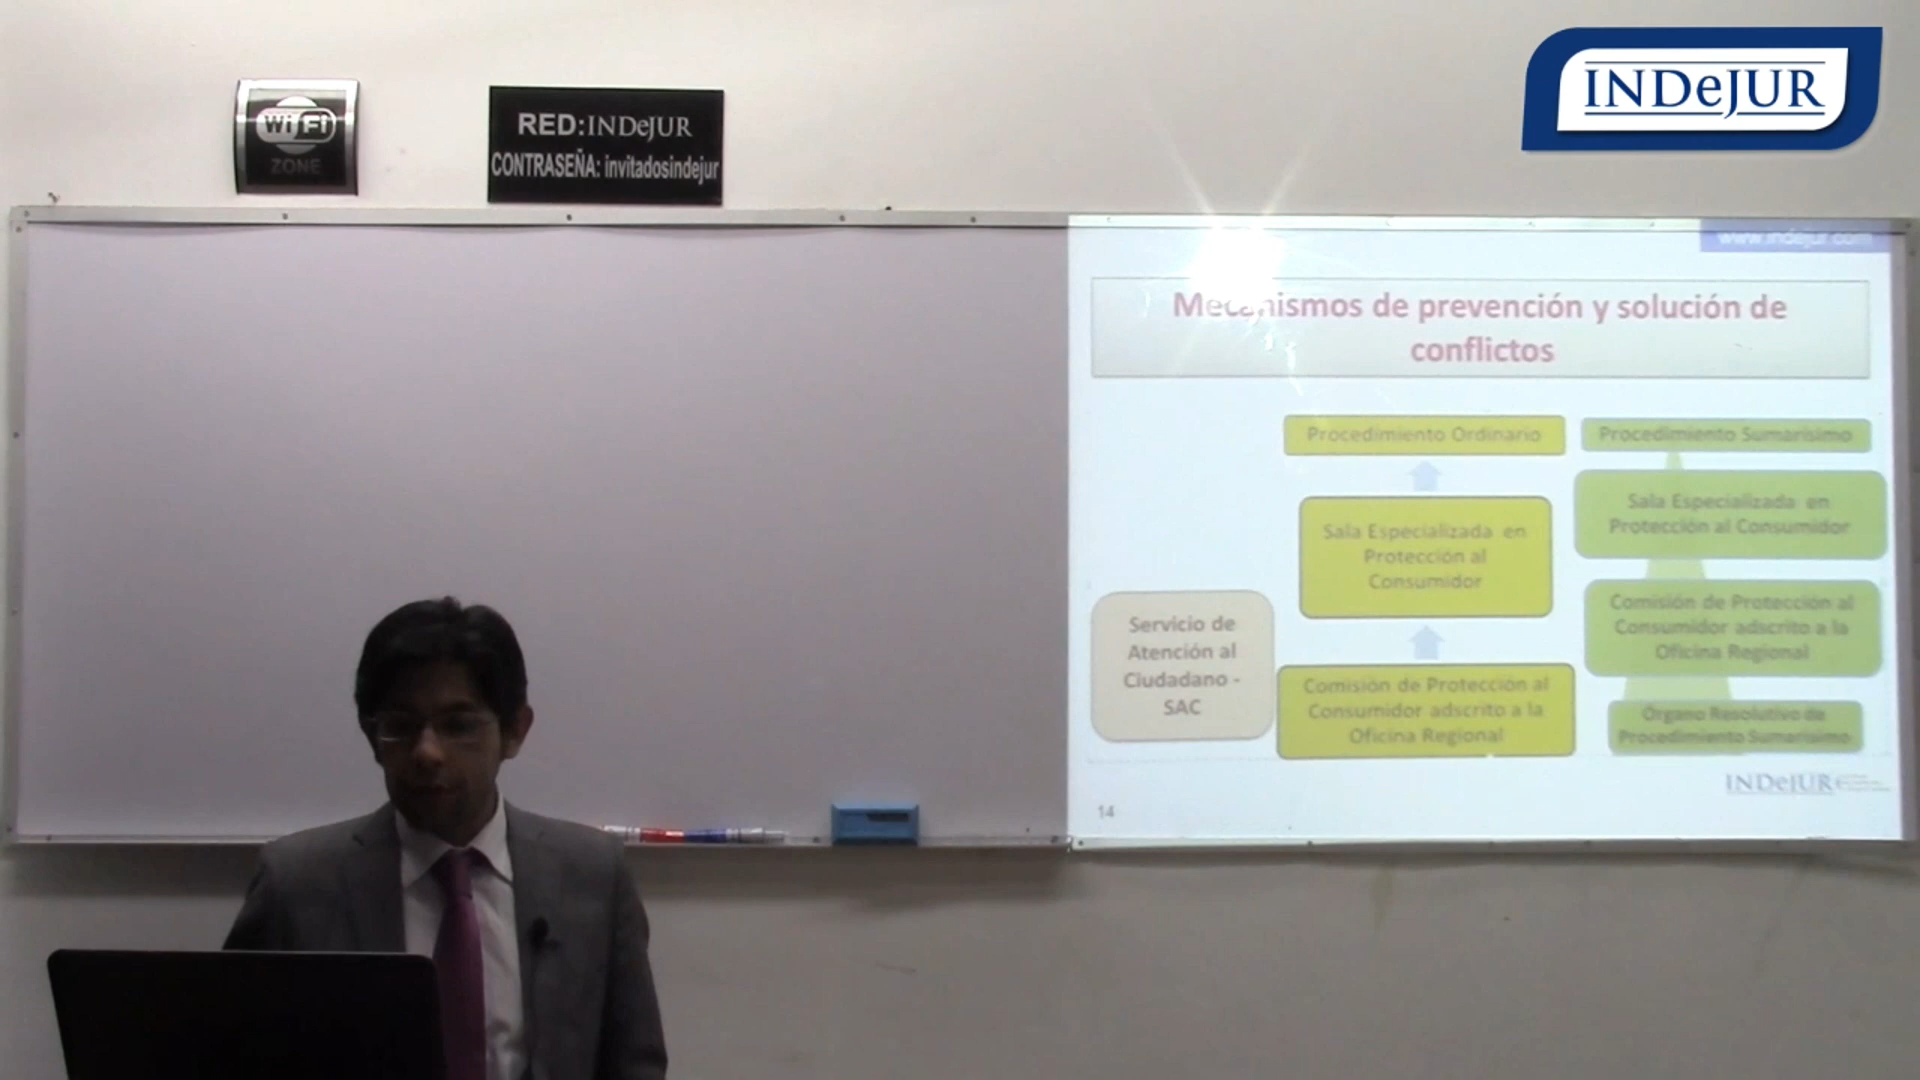 INDeJUR
Wi Fi
ZONE
RED:INDeJUR
CONTRASEÑA: invitadosindejur
www.indejur.com
Mecanismos de prevención y solución de
conflictos
Procedimiento Ordinario
Sala Especializada en
Protección al
Consumidor
Servicio de
Atención al
Ciudadano -
SAC
Comisión de Protección al
Consumidor adscrito a la
Oficina Regional
Procedimiento Sumarísimo
Sala Especializada en
Protección al Consumidor
Comisión de Protección al
Consumidor adscrito a la
Oficina Regional
Órgano Resolutivo de
Procedimiento Sumarísimo
INDeJUR
14